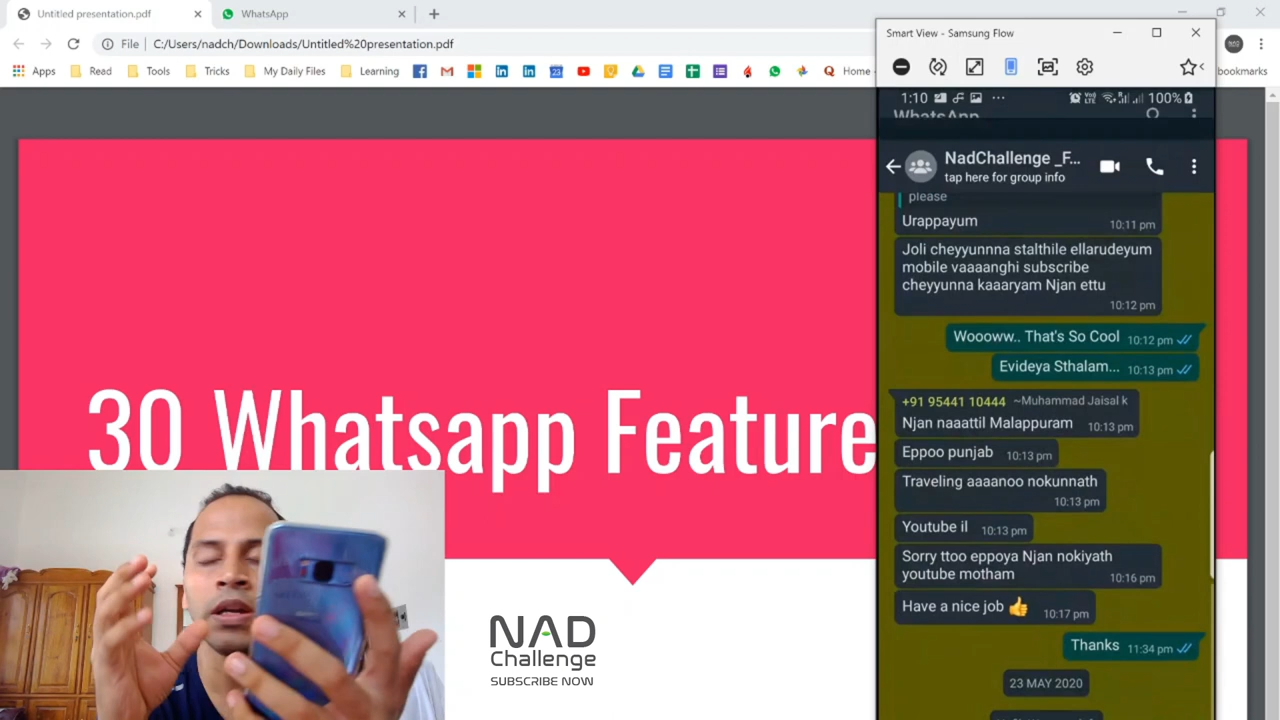 Untitled presentation.pdf
WhatsApp
File
C:/Users/nadch/Downloads/Untitled%20presentation.pdf
Apps
Read
Tools
Tricks
My Daily Files
Learning
Home
bookmarks
30 Whatsapp Feature
NAD
Challenge
SUBSCRIBE NOW
Smart View - Samsung Flow
1:10
100%
WhatsApp
NadChallenge _F...
tap here for group info
please
Urappayum
10:11 pm
Joli cheyyunnna stalthile ellarudeyum
mobile vaaaanghi subscribe
cheyyunna kaaaryam Njan ettu
10:12 pm
Woooww.. That's So Cool 10:12 pm
Evideya Sthalam... 10:13 pm
+91 95441 10444 ~Muhammad Jaisal k
Njan naaattil Malappuram 10:13 pm
Eppoo punjab 10:13 pm
Traveling aaaanoo nokunnath
10:13 pm
Youtube il 10:13 pm
Sorry ttoo eppoya Njan nokiyath
youtube motham 10:16 pm
Have a nice job 👍 10:17 pm
Thanks 11:34 pm
23 MAY 2020